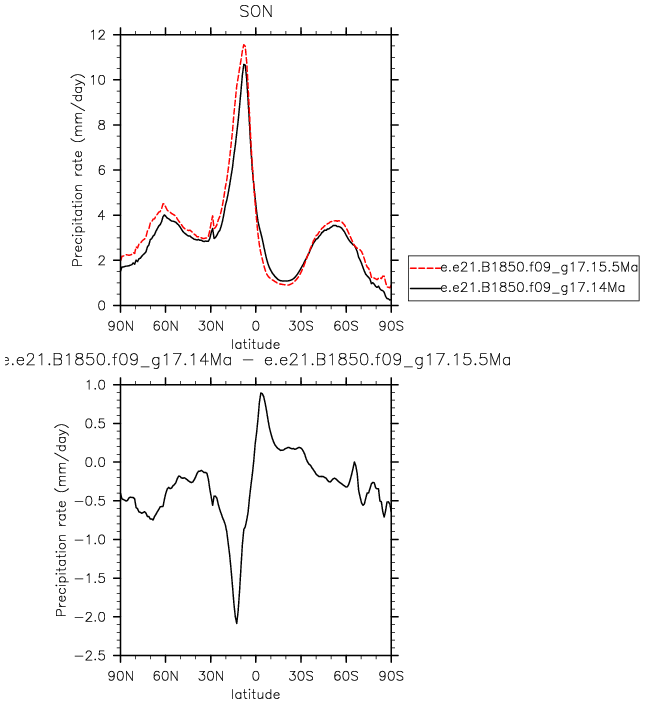 SON
Precipitation rate (mm/day)
12
10
8
6
4
2
0
90N 60N 30N 0 30S 60S 90S
latitude
e.e21.B1850.f09_g17.15.5Ma
e.e21.B1850.f09_g17.14Ma
e.e21.B1850.f09_g17.14Ma − e.e21.B1850.f09_g17.15.5Ma
Precipitation rate (mm/day)
1.0
0.5
0.0
−0.5
−1.0
−1.5
−2.0
−2.5
90N 60N 30N 0 30S 60S 90S
latitude